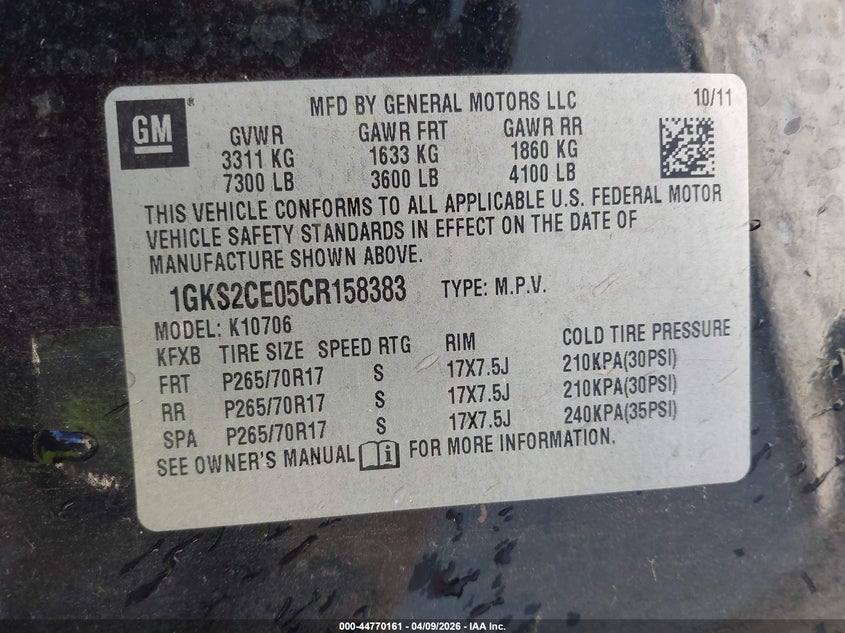 GM ®
MFD BY GENERAL MOTORS LLC 10/11
GVWR GAWR FRT GAWR RR
3311 KG 1633 KG 1860 KG
7300 LB 3600 LB 4100 LB
THIS VEHICLE CONFORMS TO ALL APPLICABLE U.S. FEDERAL MOTOR
VEHICLE SAFETY STANDARDS IN EFFECT ON THE DATE OF
MANUFACTURE SHOWN ABOVE.
1GKS2CE05CR158383 TYPE: M.P.V.
MODEL: K10706
KFXB TIRE SIZE SPEED RTG RIM COLD TIRE PRESSURE
FRT P265/70R17 S 17X7.5J 210KPA(30PSI)
RR P265/70R17 S 17X7.5J 210KPA(30PSI)
SPA P265/70R17 S 17X7.5J 240KPA(35PSI)
SEE OWNER'S MANUAL i FOR MORE INFORMATION.
000-44770161 - 04/09/2026 - IAA Inc.